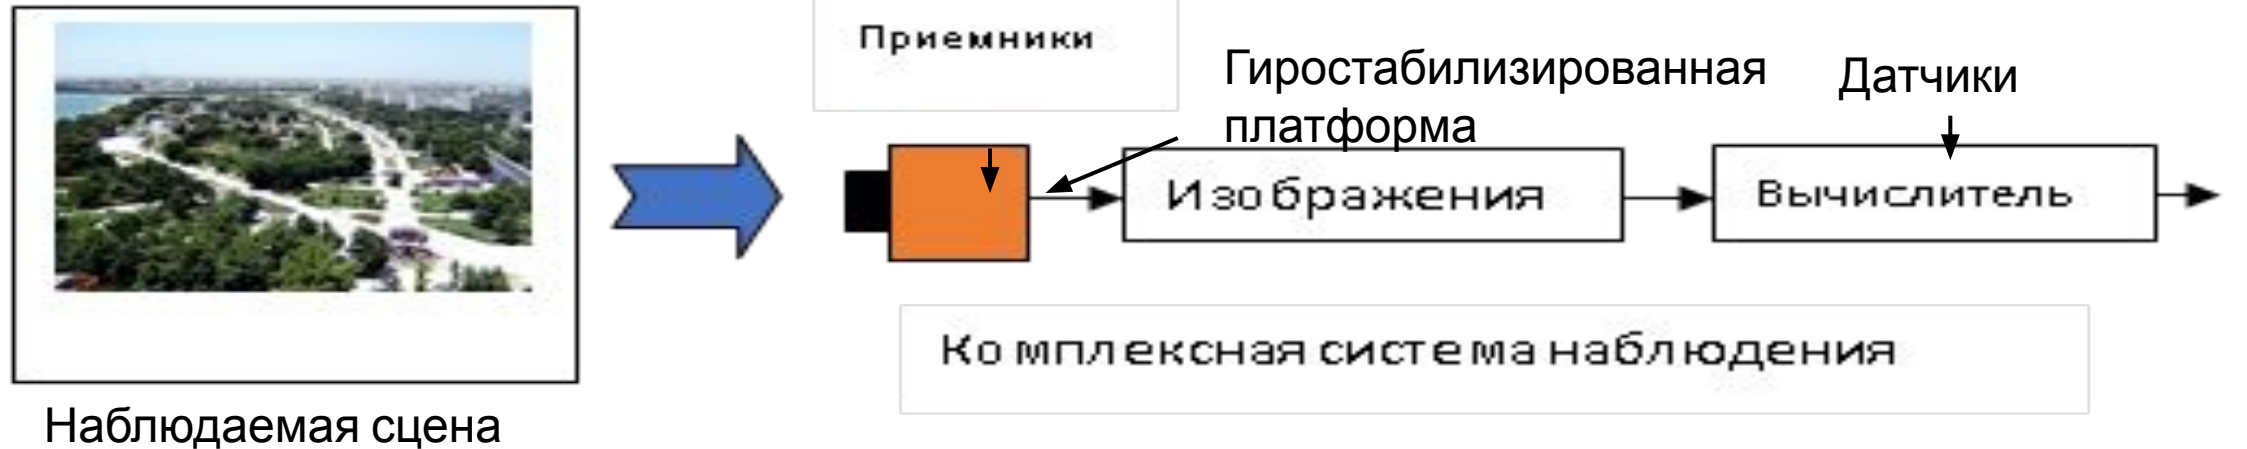 Приемники
Гиростабилизированная
платформа
Датчики
Изображения
Вычислитель
Комплексная система наблюдения
Наблюдаемая сцена